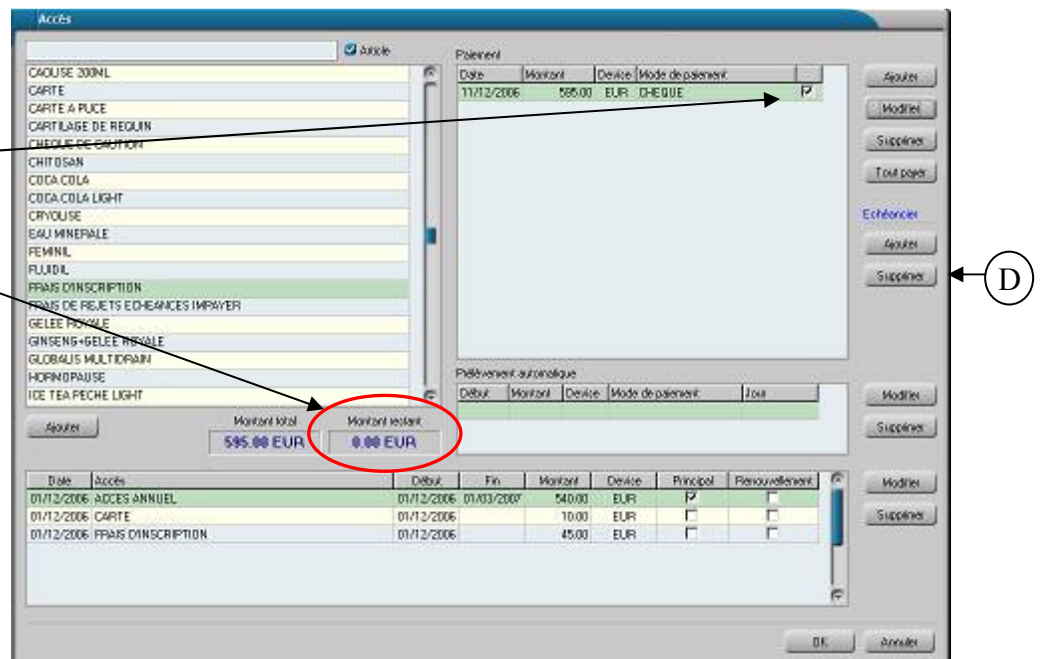 Accès
Article
CAOLISE 200ML
CARTE
CARTE A PUCE
CARTILAGE DE REQUIN
CHEQUE DE CAUTION
CHITOSAN
COCA COLA
COCA COLA LIGHT
CRYOLISE
EAU MINERALE
FEMINIL
FLUIDIL
FRAIS D'INSCRIPTION
FRAIS DE REJETS ECHEANCES IMPAYER
GELEE ROYALE
GINSENG+GELEE ROYALE
GLOBALIS MULTIDRAIN
HORMOPAUSE
ICE TEA PECHE LIGHT
Ajouter
Montant total
595.00 EUR
Montant restant
0.00 EUR
Paiement
Date Montant Device Mode de paiement
11/12/2006 595.00 EUR CHEQUE
Ajouter
Modifier
Supprimer
Tout payer
Echéancier
Ajouter
Supprimer
D
Prélèvement automatique
Début Montant Device Mode de paiement Jour
Modifier
Supprimer
Date Accès Début Fin Montant Device Principal Renouvellement
01/12/2006 ACCES ANNUEL 01/12/2006 01/03/2007 540.00 EUR
01/12/2006 CARTE 01/12/2006 10.00 EUR
01/12/2006 FRAIS D'INSCRIPTION 01/12/2006 45.00 EUR
Modifier
Supprimer
OK
Annuler